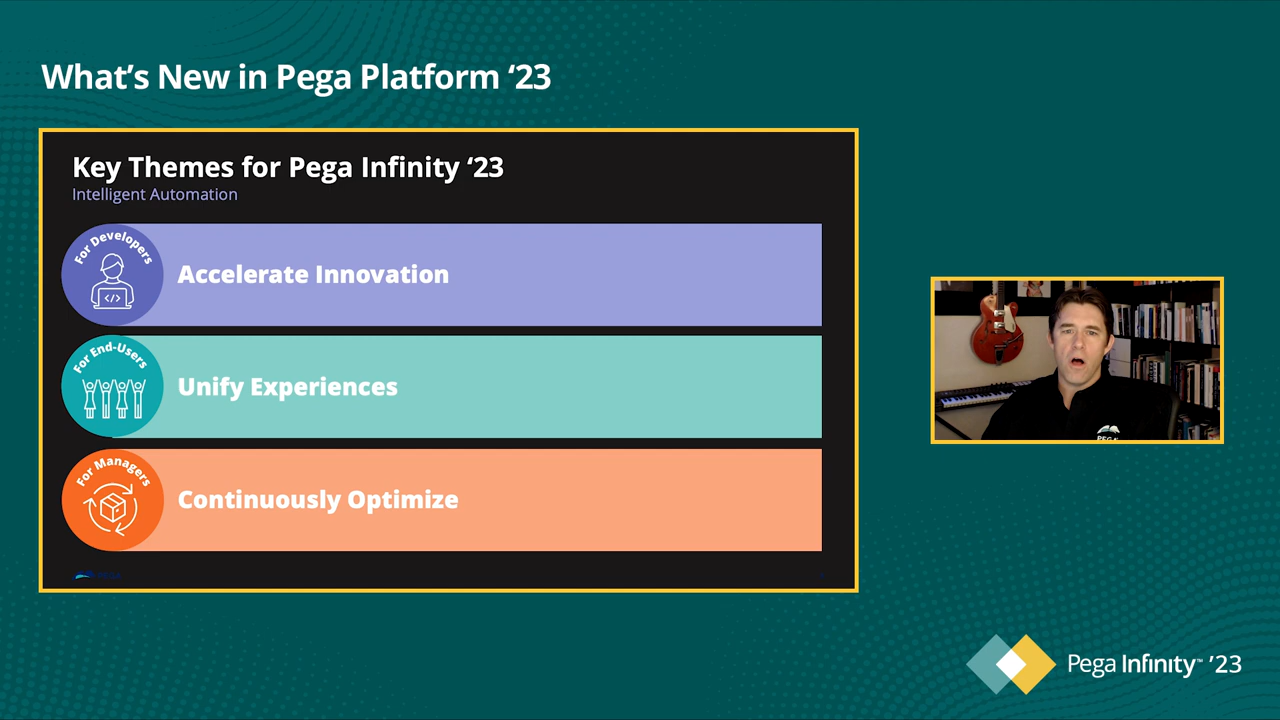 What's New in Pega Platform ‘23
Key Themes for Pega Infinity ‘23
Intelligent Automation
For Developers
Accelerate Innovation
For End-Users
Unify Experiences
For Managers
Continuously Optimize
Pega Infinity™ ’23